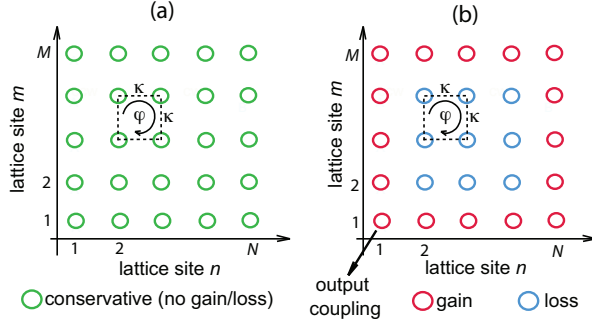 (a)
M
lattice site m
κ
φ
κ
2
1
1
2
N
lattice site n
conservative (no gain/loss)
(b)
M
lattice site m
κ
φ
κ
2
1
1
2
N
lattice site n
output
coupling
gain
loss